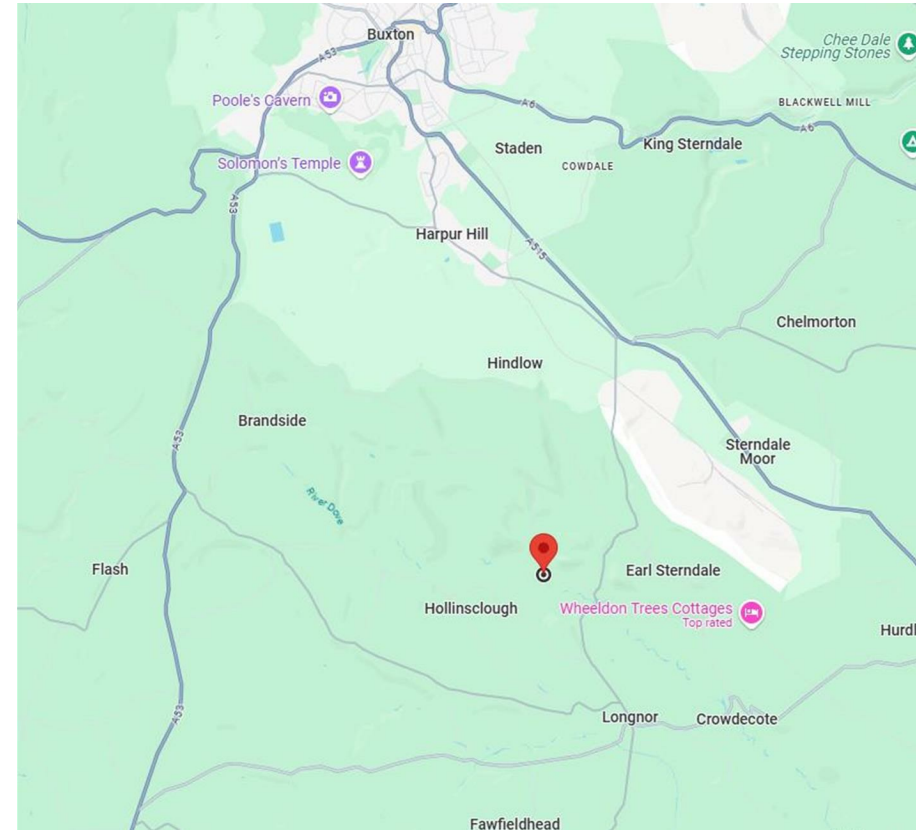 Buxton
Chee Dale
Stepping Stones
A53
Poole's Cavern
A6
BLACKWELL MILL
A6
Staden
King Sterndale
Solomon's Temple
COWDALE
A53
Harpur Hill
A515
Chelmorton
Hindlow
Brandside
A53
Sterndale
Moor
River Dove
Flash
Earl Sterndale
Hollinsclough
Wheeldon Trees Cottages
Top rated
Hurdl
A53
Longnor
Crowdecote
Fawfieldhead